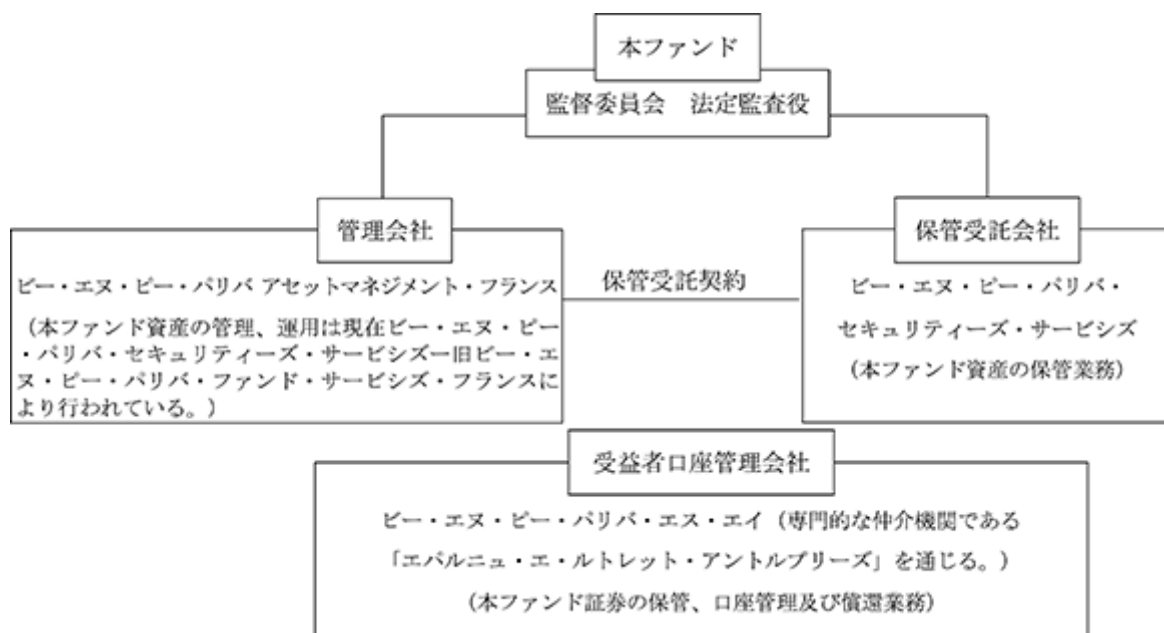 本ファンド
監督委員会　法定監査役
管理会社
ビー・エヌ・ピー・パリバ アセットマネジメント・フランス
（本ファンド資産の管理、運用は現在ビー・エヌ・ピー
・パリバ・セキュリティーズ・サービシズー旧ビー・エ
ヌ・ピー・パリバ・ファンド・サービシズ・フランスに
より行われている。）
保管受託契約
保管受託会社
ビー・エヌ・ピー・パリバ・
セキュリティーズ・サービシズ
（本ファンド資産の保管業務）
受益者口座管理会社
ビー・エヌ・ピー・パリバ・エス・エイ（専門的な仲介機関である
「エパルニュ・エ・ルトレット・アントルプリーズ」を通じる。）
（本ファンド証券の保管、口座管理及び償還業務）